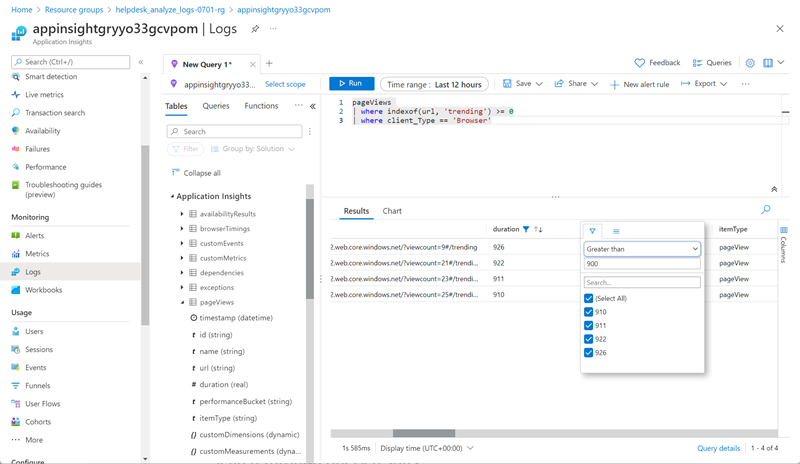 Home > Resource groups > helpdesk_analyze_logs-0701-rg > appinsightgryyo33gcvpom
appinsightgryyo33gcvpom | Logs
Application Insights
Search (Ctrl+/)
Smart detection
Live metrics
Transaction search
Availability
Failures
Performance
Troubleshooting guides
(preview)
Monitoring
Alerts
Metrics
Logs
Workbooks
Usage
Users
Sessions
Events
Funnels
User Flows
Cohorts
More
Configure
New Query 1*
Feedback
Queries
appinsightgryyo33... Select scope
Run
Time range : Last 12 hours
Save
Share
New alert rule
Export
Tables Queries Functions
Search
Filter
Group by: Solution
Collapse all
Application Insights
availabilityResults
browserTimings
customEvents
customMetrics
dependencies
exceptions
pageViews
timestamp (datetime)
id (string)
name (string)
url (string)
duration (real)
performanceBucket (string)
itemType (string)
customDimensions (dynamic)
customMeasurements (dyna...
1 pageViews
2 | where indexof(url, 'trending') >= 0
3 | where client_Type == 'Browser'
Results Chart
duration itemType
2.web.core.windows.net/?viewcount=9#/trending 926 pageView
2.web.core.windows.net/?viewcount=21#/trendi... 922 pageView
2.web.core.windows.net/?viewcount=23#/trendi... 911 pageView
2.web.core.windows.net/?viewcount=25#/trendi... 910 pageView
Greater than
900
Search...
(Select All)
910
911
922
926
Columns
1s 585ms
Display time (UTC+00:00)
Query details
1 - 4 of 4